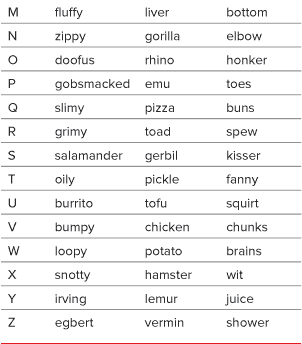 M fluffy liver bottom
N zippy gorilla elbow
O doofus rhino honker
P gobsmacked emu toes
Q slimy pizza buns
R grimy toad spew
S salamander gerbil kisser
T oily pickle fanny
U burrito tofu squirt
V bumpy chicken chunks
W loopy potato brains
X snotty hamster wit
Y irving lemur juice
Z egbert vermin shower